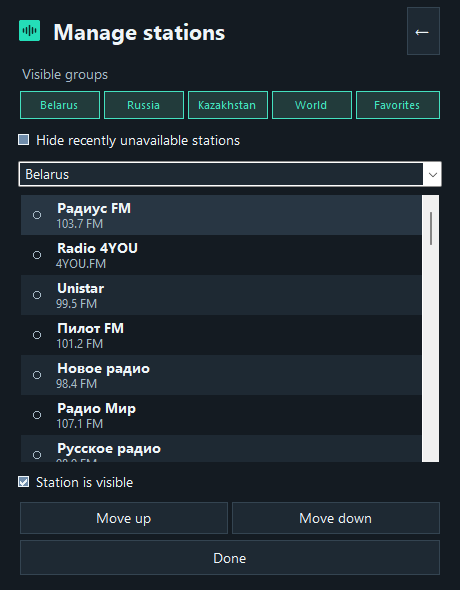 Manage stations
←
Visible groups
Belarus
Russia
Kazakhstan
World
Favorites
Hide recently unavailable stations
Belarus
Радиус FM
103.7 FM
Radio 4YOU
4YOU.FM
Unistar
99.5 FM
Пилот FM
101.2 FM
Новое радио
98.4 FM
Радио Мир
107.1 FM
Русское радио
Station is visible
Move up
Move down
Done